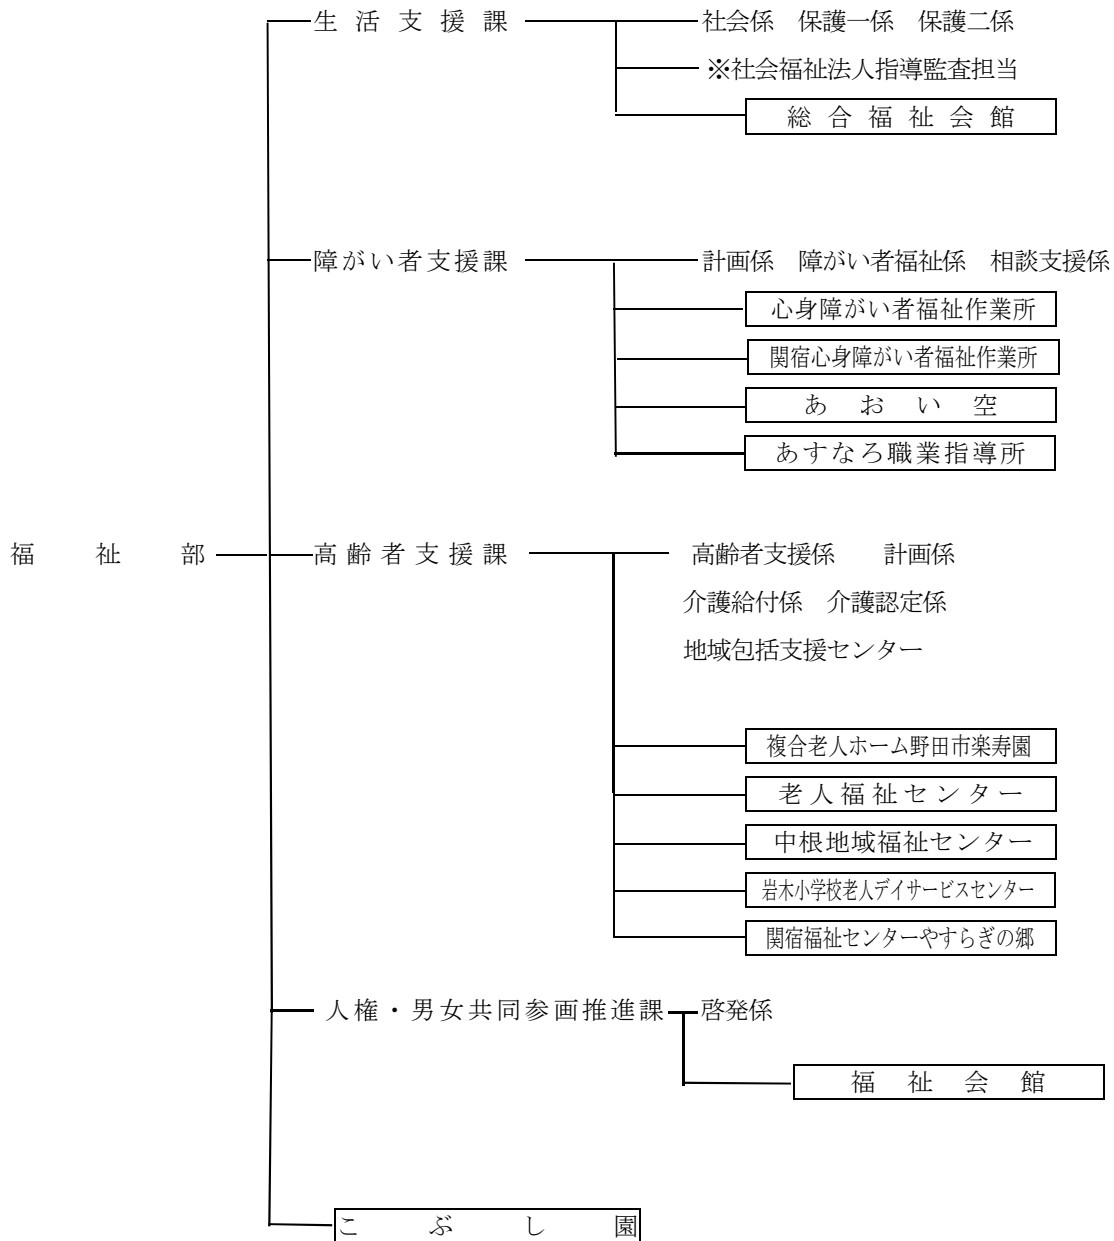 生活支援課 社会係 保護一係 保護二係
※社会福祉法人指導監査担当
総合福祉会館
障がい者支援課 計画係 障がい者福祉係 相談支援係
心身障がい者福祉作業所
関宿心身障がい者福祉作業所
あおい空
あすなろ職業指導所
福祉部 高齢者支援課 高齢者支援係 計画係
介護給付係 介護認定係
地域包括支援センター
複合老人ホーム野田市楽寿園
老人福祉センター
中根地域福祉センター
岩木小学校老人デイサービスセンター
関宿福祉センターやすらぎの郷
人権・男女共同参画推進課 啓発係
福祉会館
こぶし園